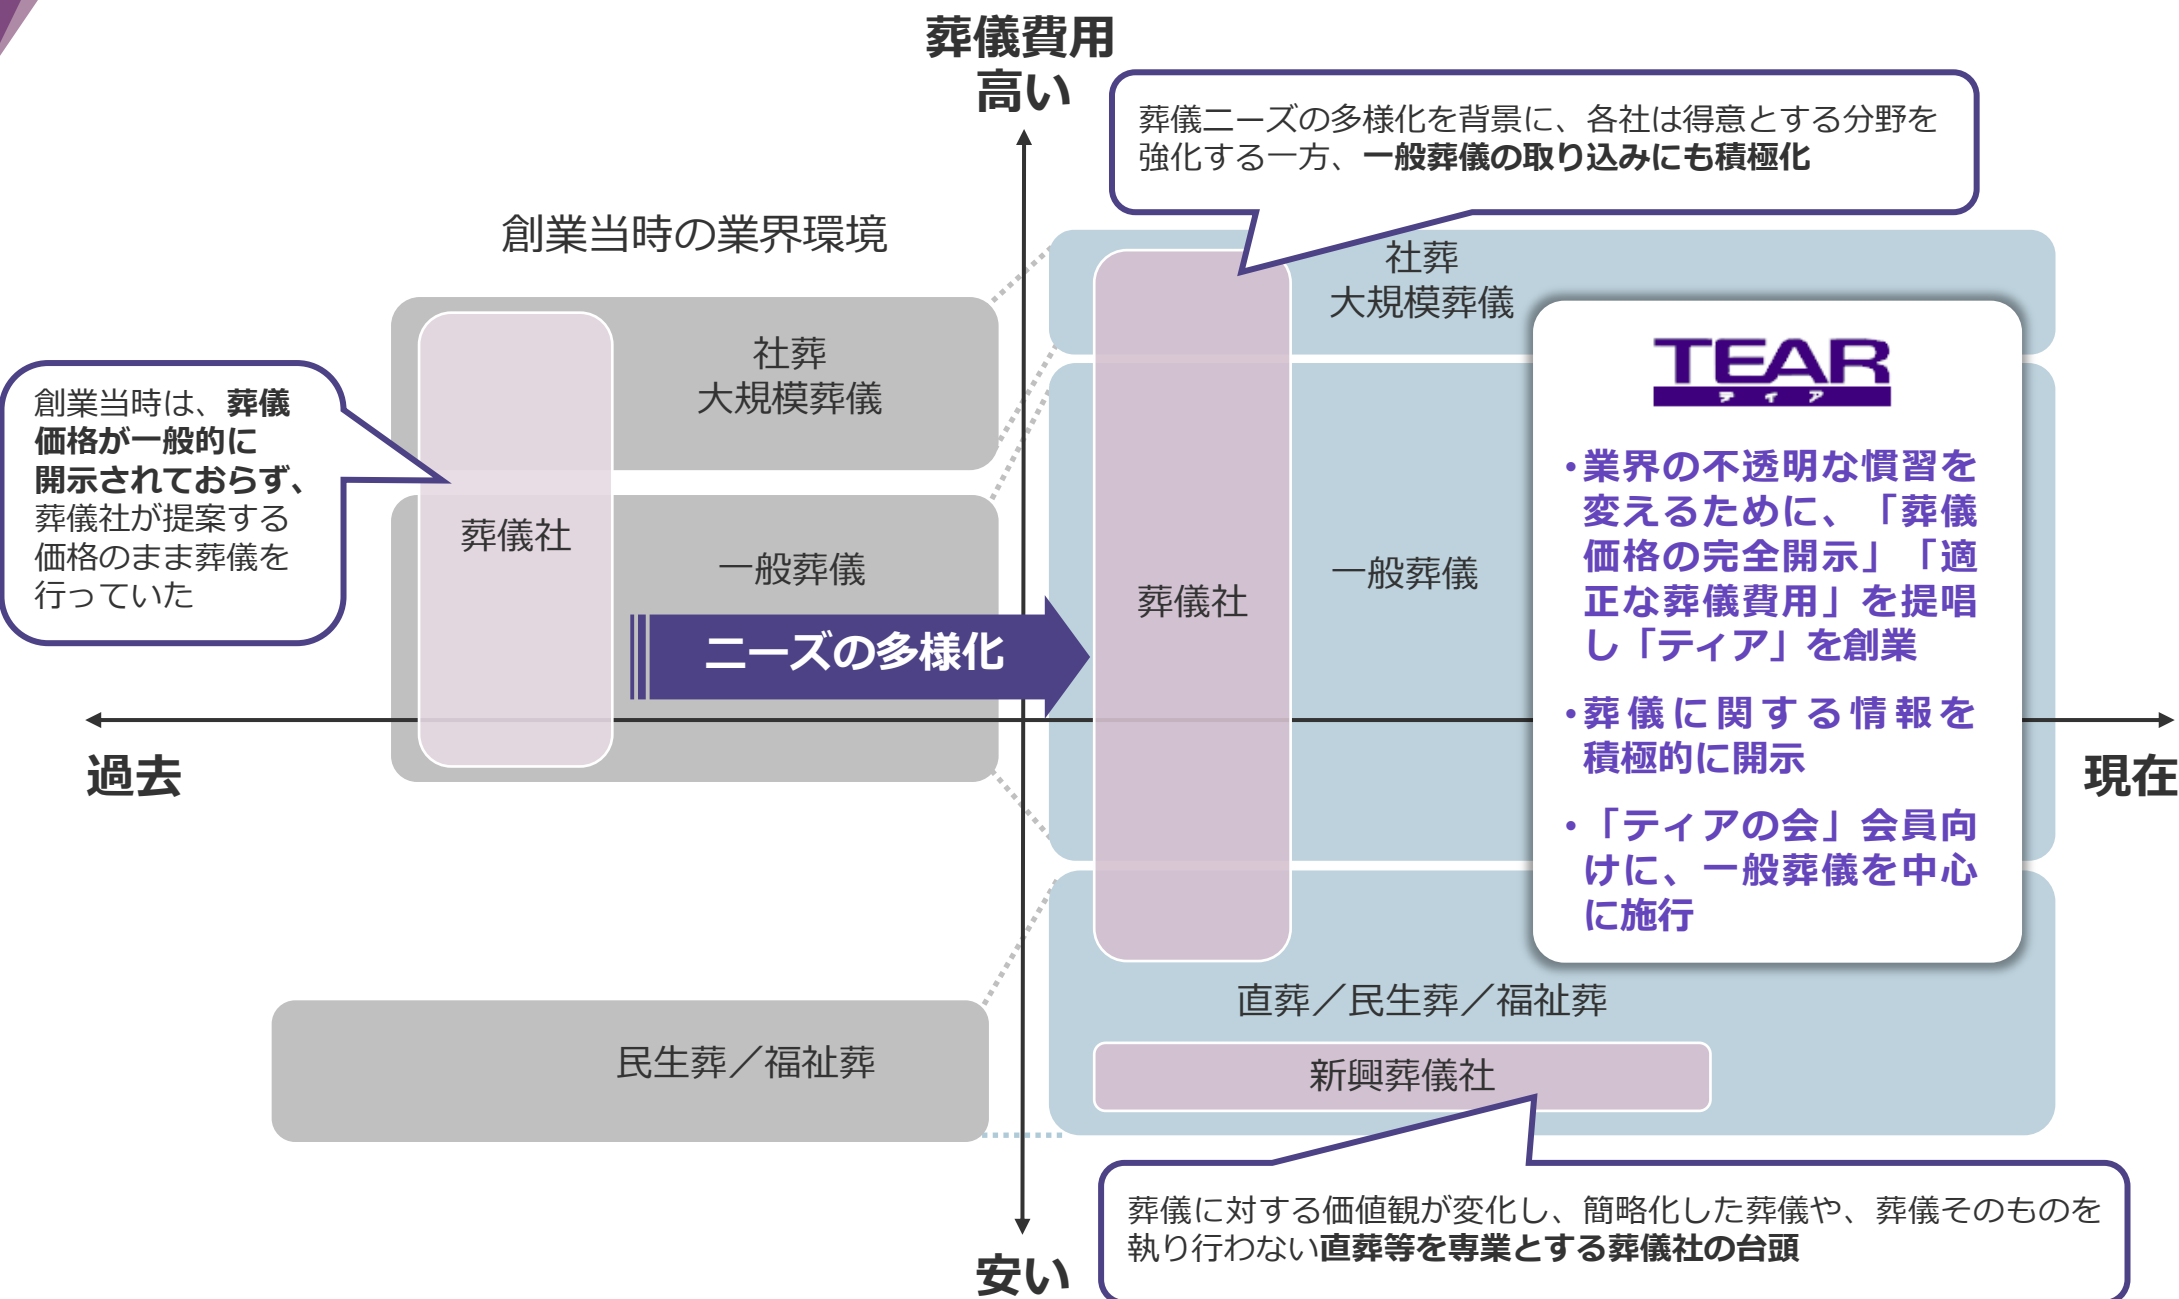 葬儀費用
高い
葬儀ニーズの多様化を背景に、各社は得意とする分野を
強化する一方、一般葬儀の取り込みにも積極化
創業当時の業界環境
社葬
大規模葬儀
葬儀社
一般葬儀
創業当時は、葬儀
価格が一般的に
開示されておらず、
葬儀社が提案する
価格のまま葬儀を
行っていた
ニーズの多様化
社葬
大規模葬儀
葬儀社
一般葬儀
TEAR
ティア
・業界の不透明な慣習を
変えるために、「葬儀
価格の完全開示」「適
正な葬儀費用」を提唱
し「ティア」を創業
・葬儀に関する情報を
積極的に開示
・「ティアの会」会員向
けに、一般葬儀を中心
に施行
過去
現在
民生葬／福祉葬
直葬／民生葬／福祉葬
新興葬儀社
葬儀に対する価値観が変化し、簡略化した葬儀や、葬儀そのものを
執り行わない直葬等を専業とする葬儀社の台頭
安い